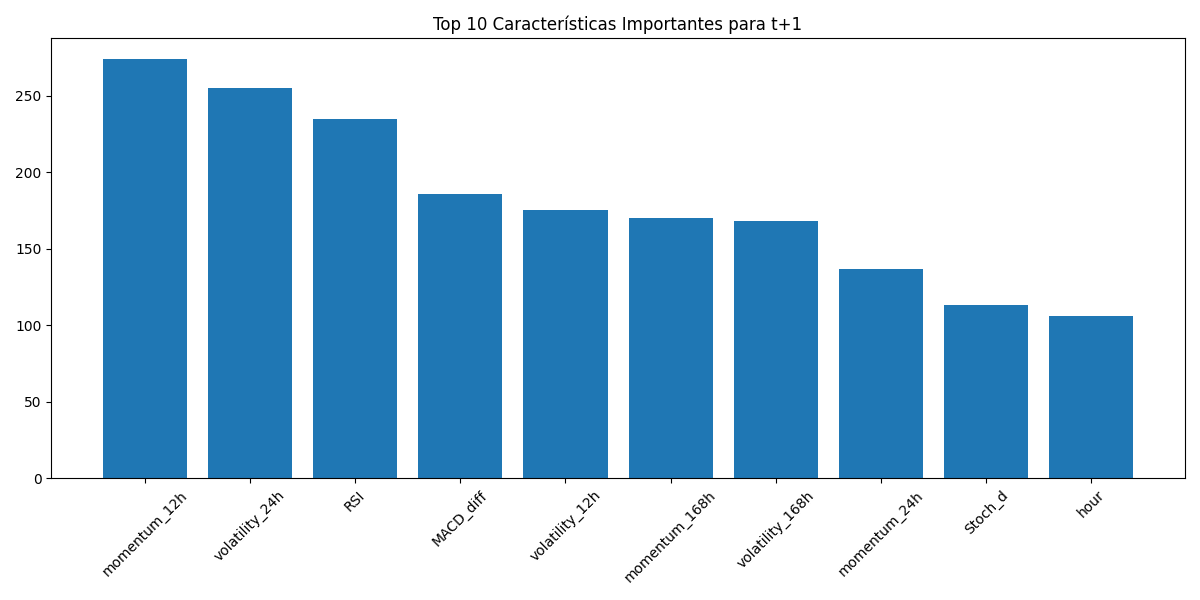 Top 10 Características Importantes para t+1
250
200
150
100
50
0
momentum_12h
volatility_24h
RSI
MACD_diff
volatility_12h
momentum_168h
volatility_168h
momentum_24h
Stoch_d
hour